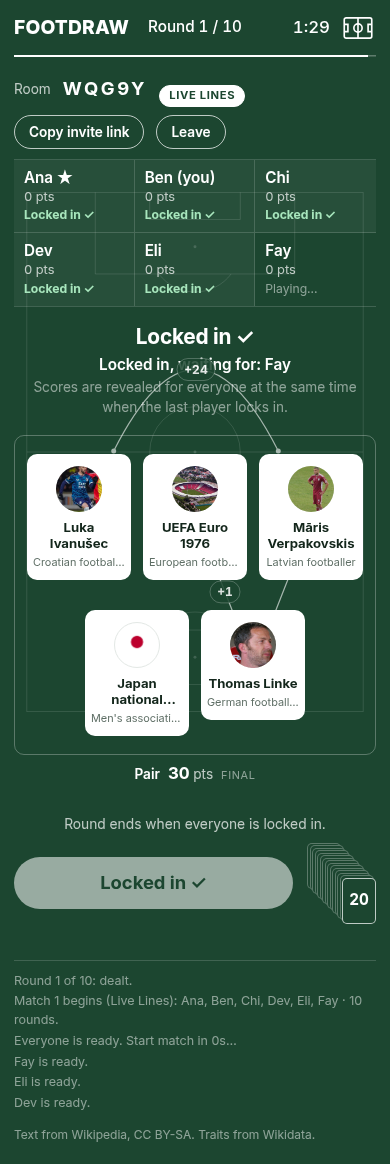 FOOTDRAW Round 1 / 10 1:29
Room WQG9Y LIVE LINES
Copy invite link Leave
Ana ★ Ben (you) Chi
0 pts 0 pts 0 pts
Locked in ✓ Locked in ✓ Locked in ✓
Dev Eli Fay
0 pts 0 pts 0 pts
Locked in ✓ Locked in ✓ Playing...
Locked in ✓
Locked in, waiting for: Fay
+24
Scores are revealed for everyone at the same time
when the last player locks in.
Luka UEFA Euro Māris
Ivanušec 1976 Verpakovskis
Croatian footbal... European footb... Latvian footballer
+1
Japan Thomas Linke
national... German football...
Men's associati...
Pair 30 pts FINAL
Round ends when everyone is locked in.
Locked in ✓ 20
Round 1 of 10: dealt.
Match 1 begins (Live Lines): Ana, Ben, Chi, Dev, Eli, Fay · 10
rounds.
Everyone is ready. Start match in 0s...
Fay is ready.
Eli is ready.
Dev is ready.
Text from Wikipedia, CC BY-SA. Traits from Wikidata.